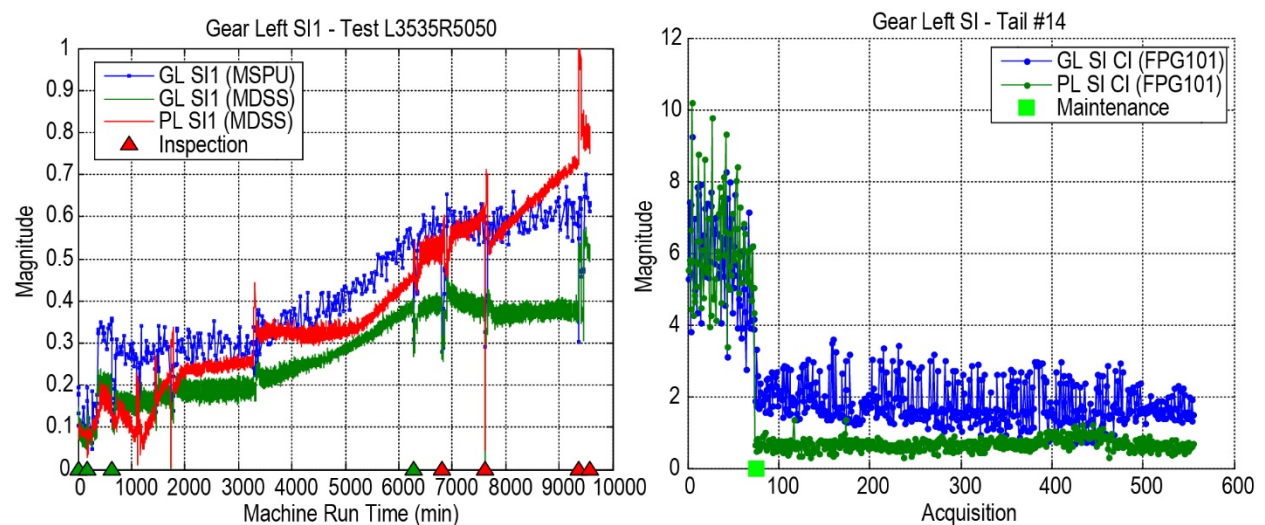 Gear Left SI1 - Test L3535R5050
1
0.9
0.8
0.7
0.6
0.5
0.4
0.3
0.2
0.1
0
Magnitude
GL SI1 (MSPU)
GL SI1 (MDSS)
PL SI1 (MDSS)
Inspection
0 1000 2000 3000 4000 5000 6000 7000 8000 9000 10000
Machine Run Time (min)
Gear Left SI - Tail #14
12
10
8
6
4
2
0
Magnitude
GL SI CI (FPG101)
PL SI CI (FPG101)
Maintenance
0 100 200 300 400 500 600
Acquisition